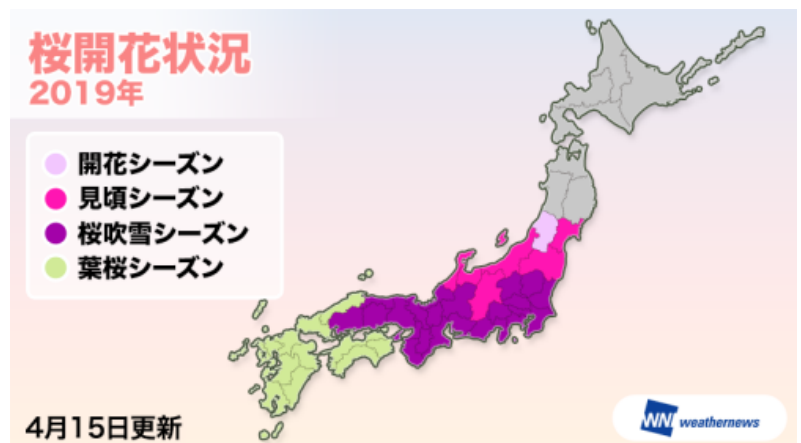 桜開花状況
2019年
開花シーズン
見頃シーズン
桜吹雪シーズン
葉桜シーズン
4月15日更新
WNI weathernews